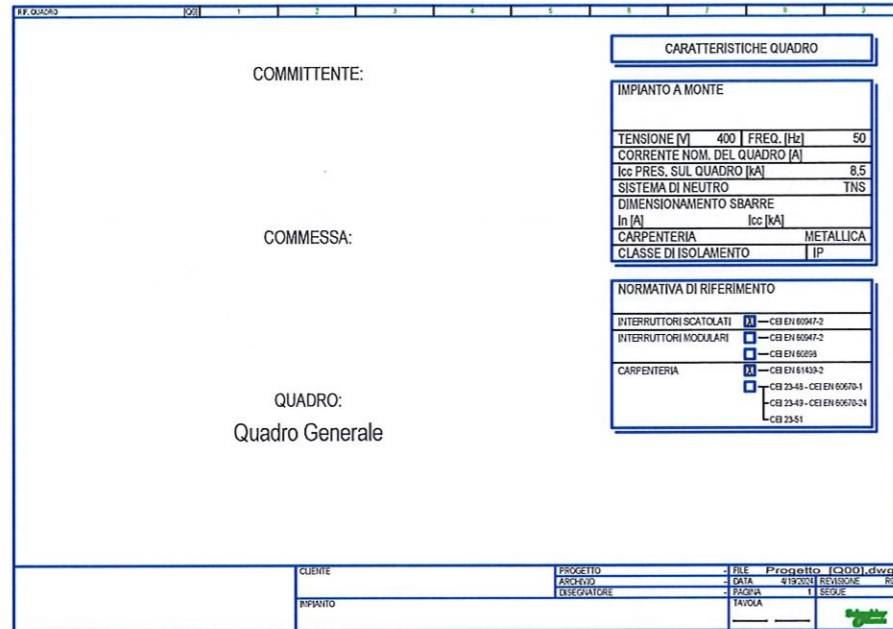 RIF. QUADRO [Q0] 1 2 3 4 5 6 7 8 9
COMMITTENTE:
COMMESSA:
QUADRO:
Quadro Generale
CARATTERISTICHE QUADRO
IMPIANTO A MONTE
TENSIONE [V] 400 FREQ. [Hz] 50
CORRENTE NOM. DEL QUADRO [A]
Icc PRES. SUL QUADRO [kA] 8,5
SISTEMA DI NEUTRO TNS
DIMENSIONAMENTO SBARRE
In [A] Icc [kA]
CARPENTERIA METALLICA
CLASSE DI ISOLAMENTO IP
NORMATIVA DI RIFERIMENTO
INTERRUTTORI SCATOLATI X CEI EN 60947-2
INTERRUTTORI MODULARI CEI EN 60947-2
CEI EN 60898
CARPENTERIA X CEI EN 61439-2
CEI 23-48 - CEI EN 60670-1
CEI 23-49 - CEI EN 60670-24
CEI 23-51
CLIENTE
IMPIANTO
PROGETTO - FILE Progetto [Q00].dwg
ARCHIVIO - DATA 4/19/2024 REVISIONE
DISEGNATORE - PAGINA 1 SEGUE
TAVOLA
Schneider Electric